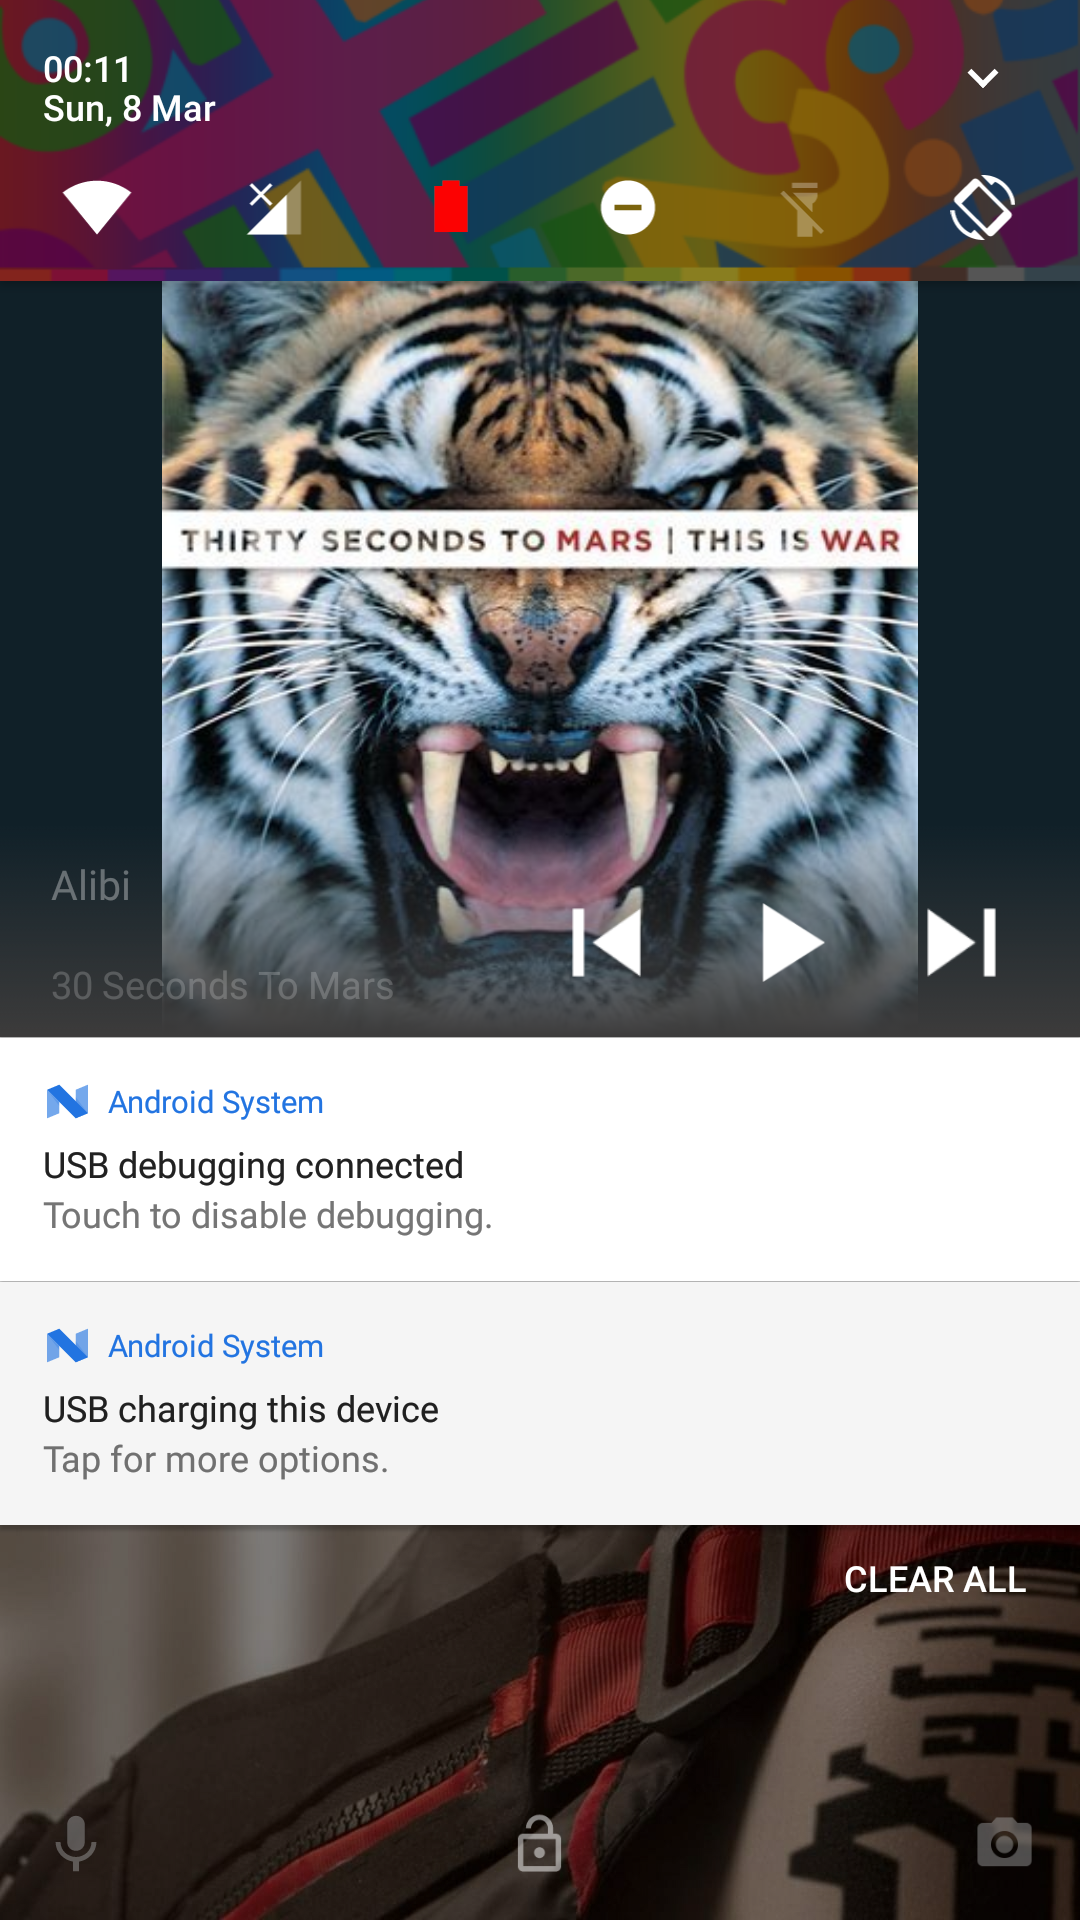 00:11
Sun, 8 Mar
THIRTY SECONDS TO MARS | THIS IS WAR
Alibi
30 Seconds To Mars
Android System
USB debugging connected
Touch to disable debugging.
Android System
USB charging this device
Tap for more options.
CLEAR ALL